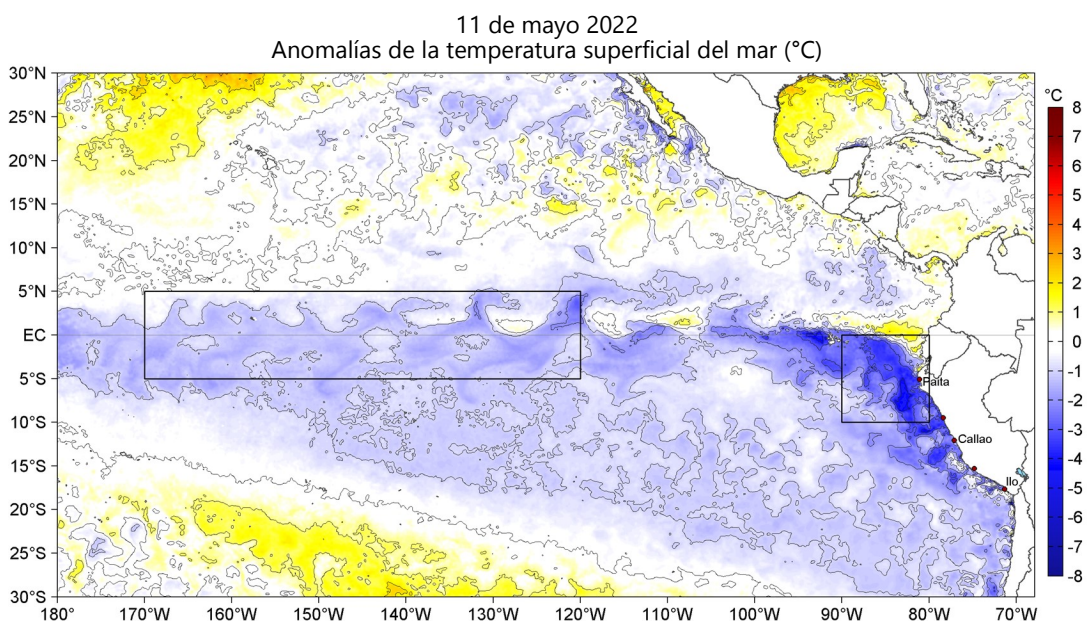 11 de mayo 2022
Anomalías de la temperatura superficial del mar (°C)
30°N
25°N
20°N
15°N
10°N
5°N
EC
5°S
10°S
15°S
20°S
25°S
30°S
180
170°W
160°W
150°W
140°W
130°W
120°W
110°W
100°W
90°W
80°W
70°W
Paita
Callao
Ilo
°C
8
7
6
5
4
3
2
1
0
-1
-2
-3
-4
-5
-6
-7
-8